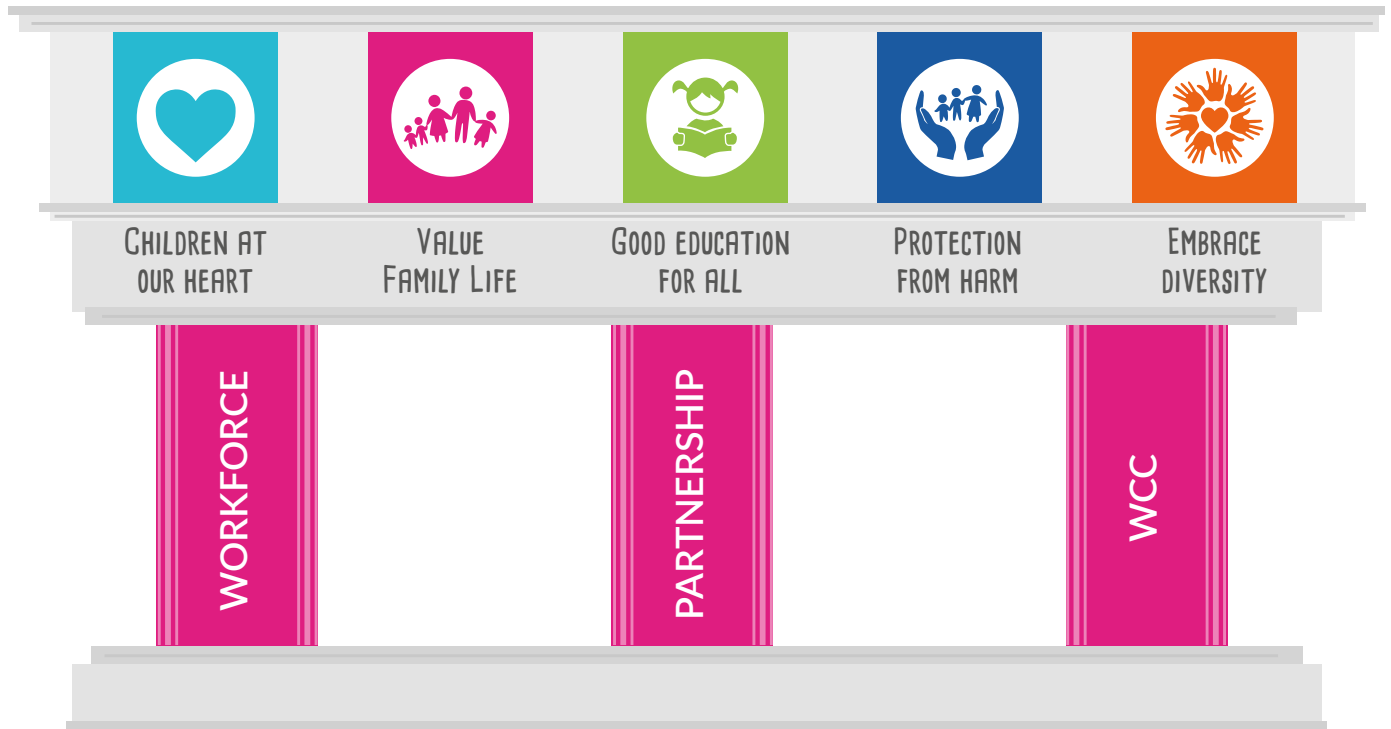 Children at
our heart
Value
Family Life
Good education
for all
Protection
from harm
Embrace
diversity
WORKFORCE
PARTNERSHIP
WCC